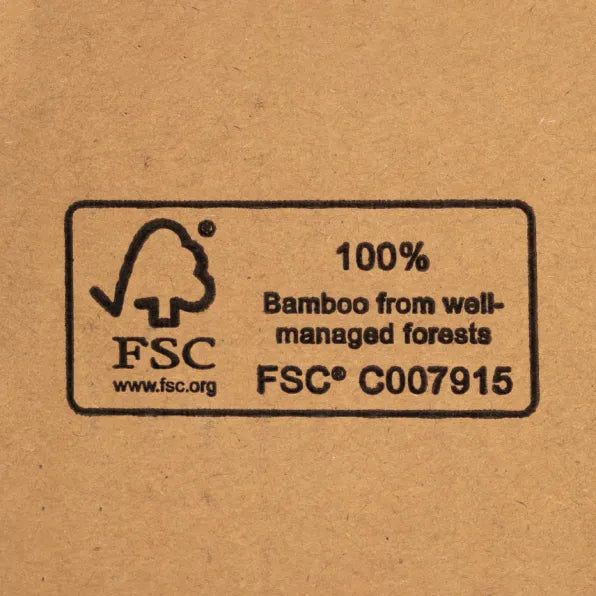 ®
FSC
www.fsc.org
100%
Bamboo from well-
managed forests
FSC® C007915